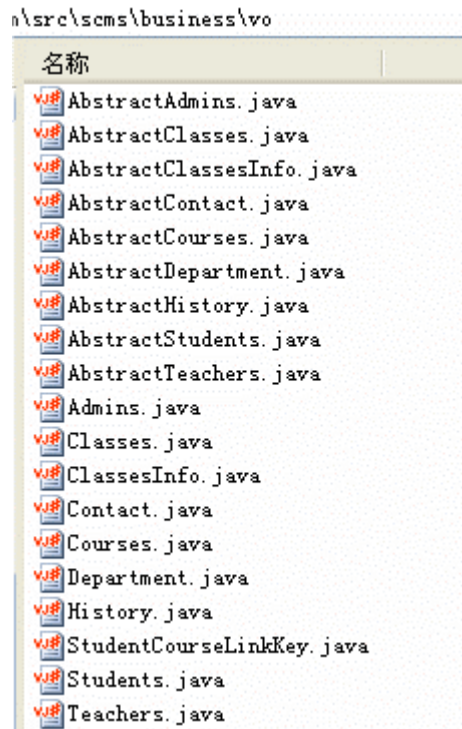 n\src\scms\business\vo
名称
AbstractAdmins.java
AbstractClasses.java
AbstractClassesInfo.java
AbstractContact.java
AbstractCourses.java
AbstractDepartment.java
AbstractHistory.java
AbstractStudents.java
AbstractTeachers.java
Admins.java
Classes.java
ClassesInfo.java
Contact.java
Courses.java
Department.java
History.java
StudentCourseLinkKey.java
Students.java
Teachers.java